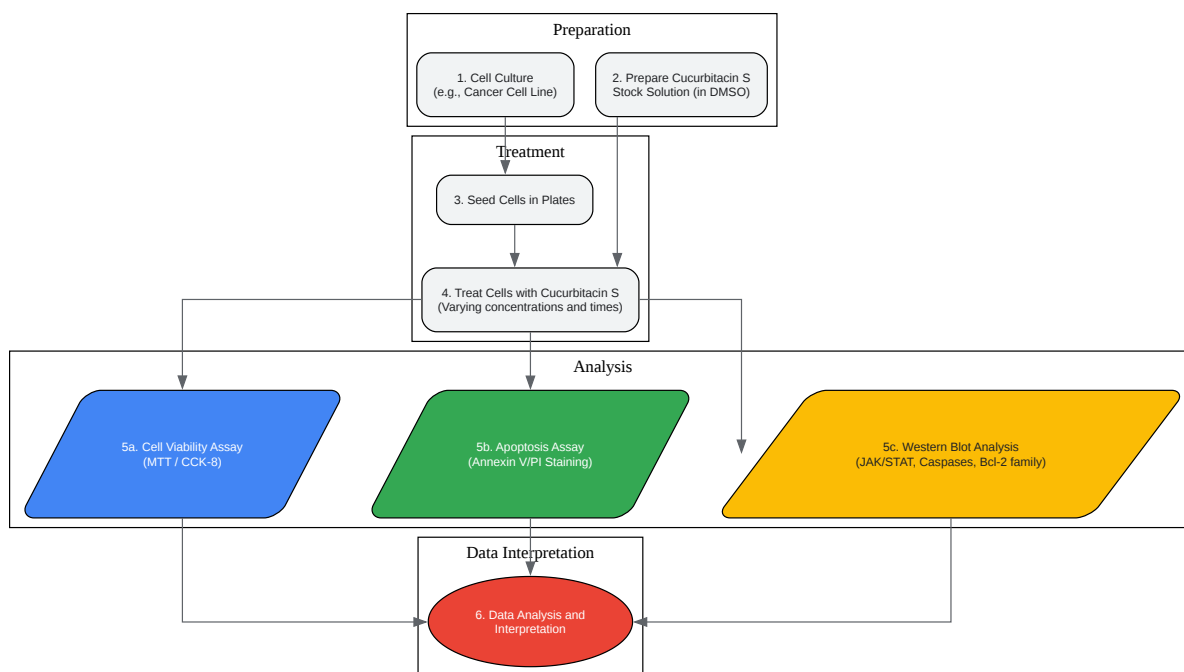 Preparation
1. Cell Culture
(e.g., Cancer Cell Line)
2. Prepare Cucurbitacin S
Stock Solution (in DMSO)
Treatment
3. Seed Cells in Plates
4. Treat Cells with Cucurbitacin S
(Varying concentrations and times)
Analysis
5a. Cell Viability Assay
(MTT / CCK-8)
5b. Apoptosis Assay
(Annexin V/PI Staining)
5c. Western Blot Analysis
(JAK/STAT, Caspases, Bcl-2 family)
Data Interpretation
6. Data Analysis and
Interpretation